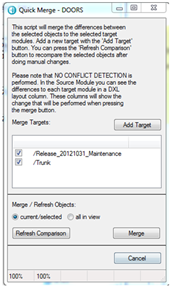 Quick Merge - DOORS
This script will merge the differences between
the selected objects to the selected target
modules. Add a new target with the 'Add Target'
button. You can press the 'Refresh Comparison'
button to recompare the selected objects after
doing manual changes.
Please note that NO CONFLICT DETECTION is
performed. In the Source Module you can see the
differences to each target module in a DXL
layout column. These columns will show the
change that will be performed when pressing
the merge button.
Merge Targets:
Add Target
/Release_20121031_Maintenance
/Trunk
Merge / Refresh Objects:
current/selected all in view
Refresh Comparison Merge
Cancel
100% 100%